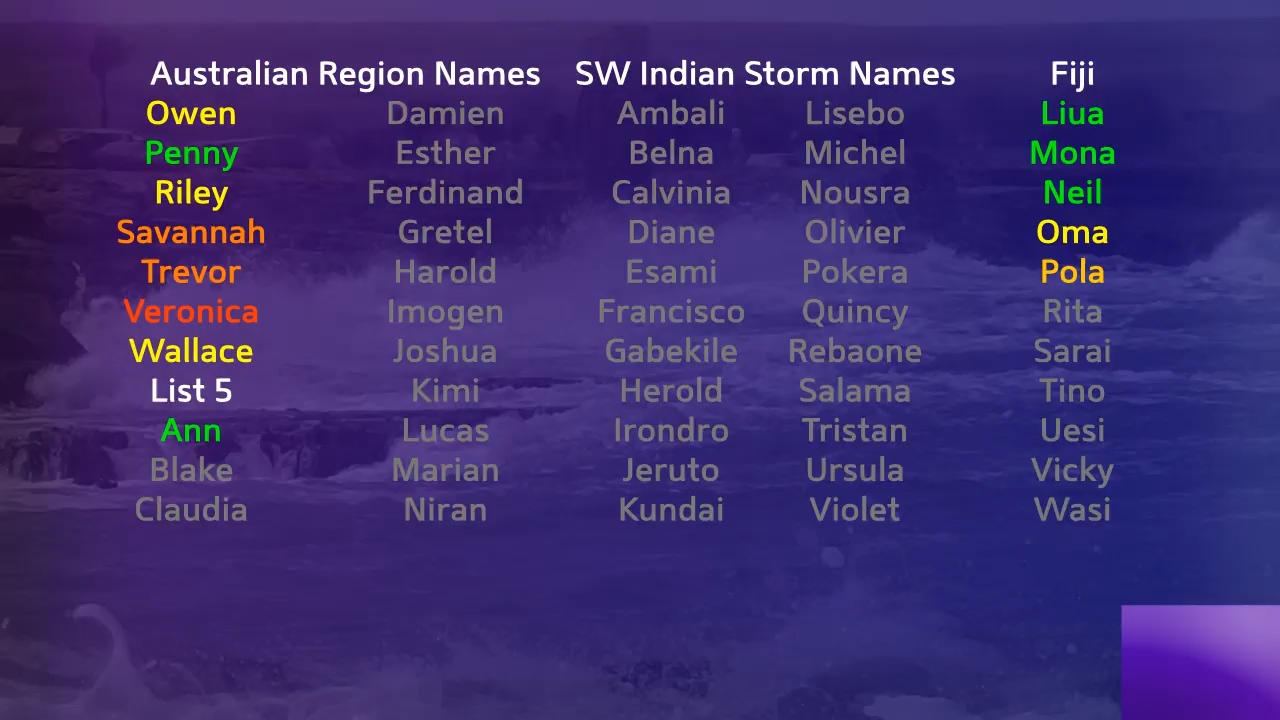 Australian Region Names SW Indian Storm Names Fiji
Owen Damien Ambali Lisebo Liua
Penny Esther Belna Michel Mona
Riley Ferdinand Calvinia Nousra Neil
Savannah Gretel Diane Olivier Oma
Trevor Harold Esami Pokera Pola
Veronica Imogen Francisco Quincy Rita
Wallace Joshua Gabekile Rebaone Sarai
List 5 Kimi Herold Salama Tino
Ann Lucas Irondro Tristan Uesi
Blake Marian Jeruto Ursula Vicky
Claudia Niran Kundai Violet Wasi